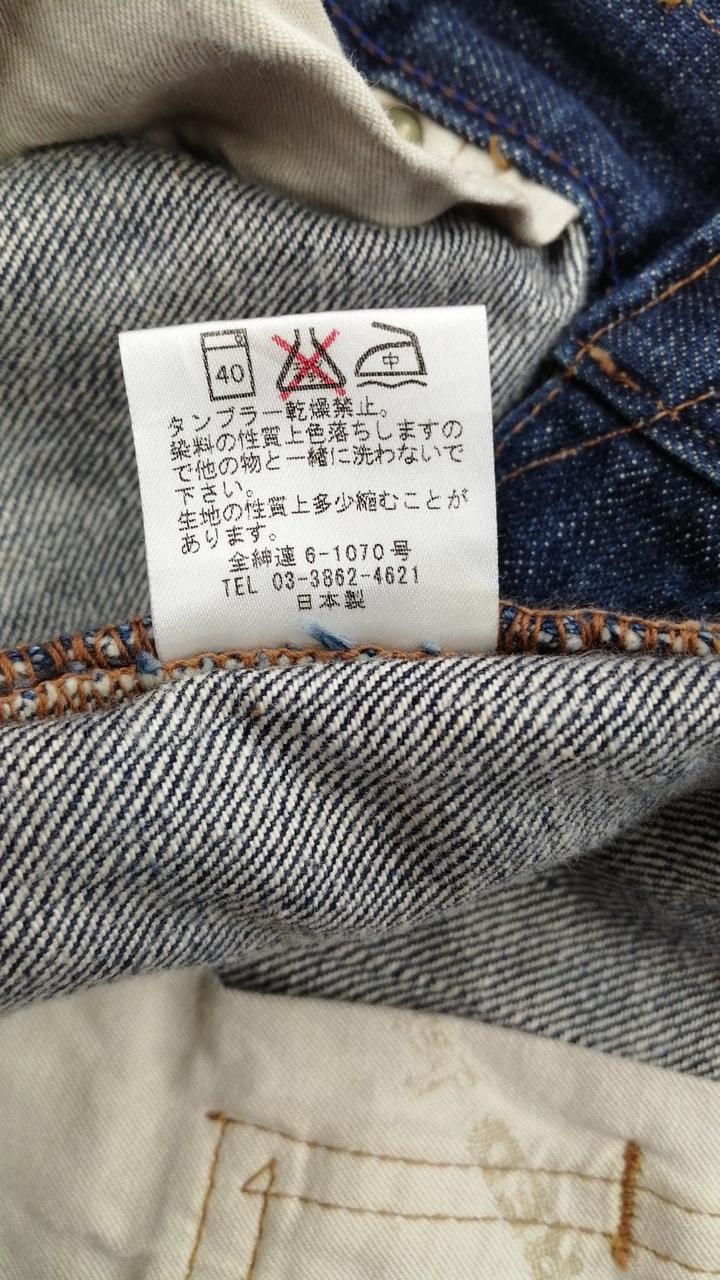 40
中
タンブラー乾燥禁止。
染料の性質上色落ちしますの
で他の物と一緒に洗わないで
下さい。
生地の性質上多少縮むことが
あります。
全紳連 6-1070号
TEL 03-3862-4621
日本製